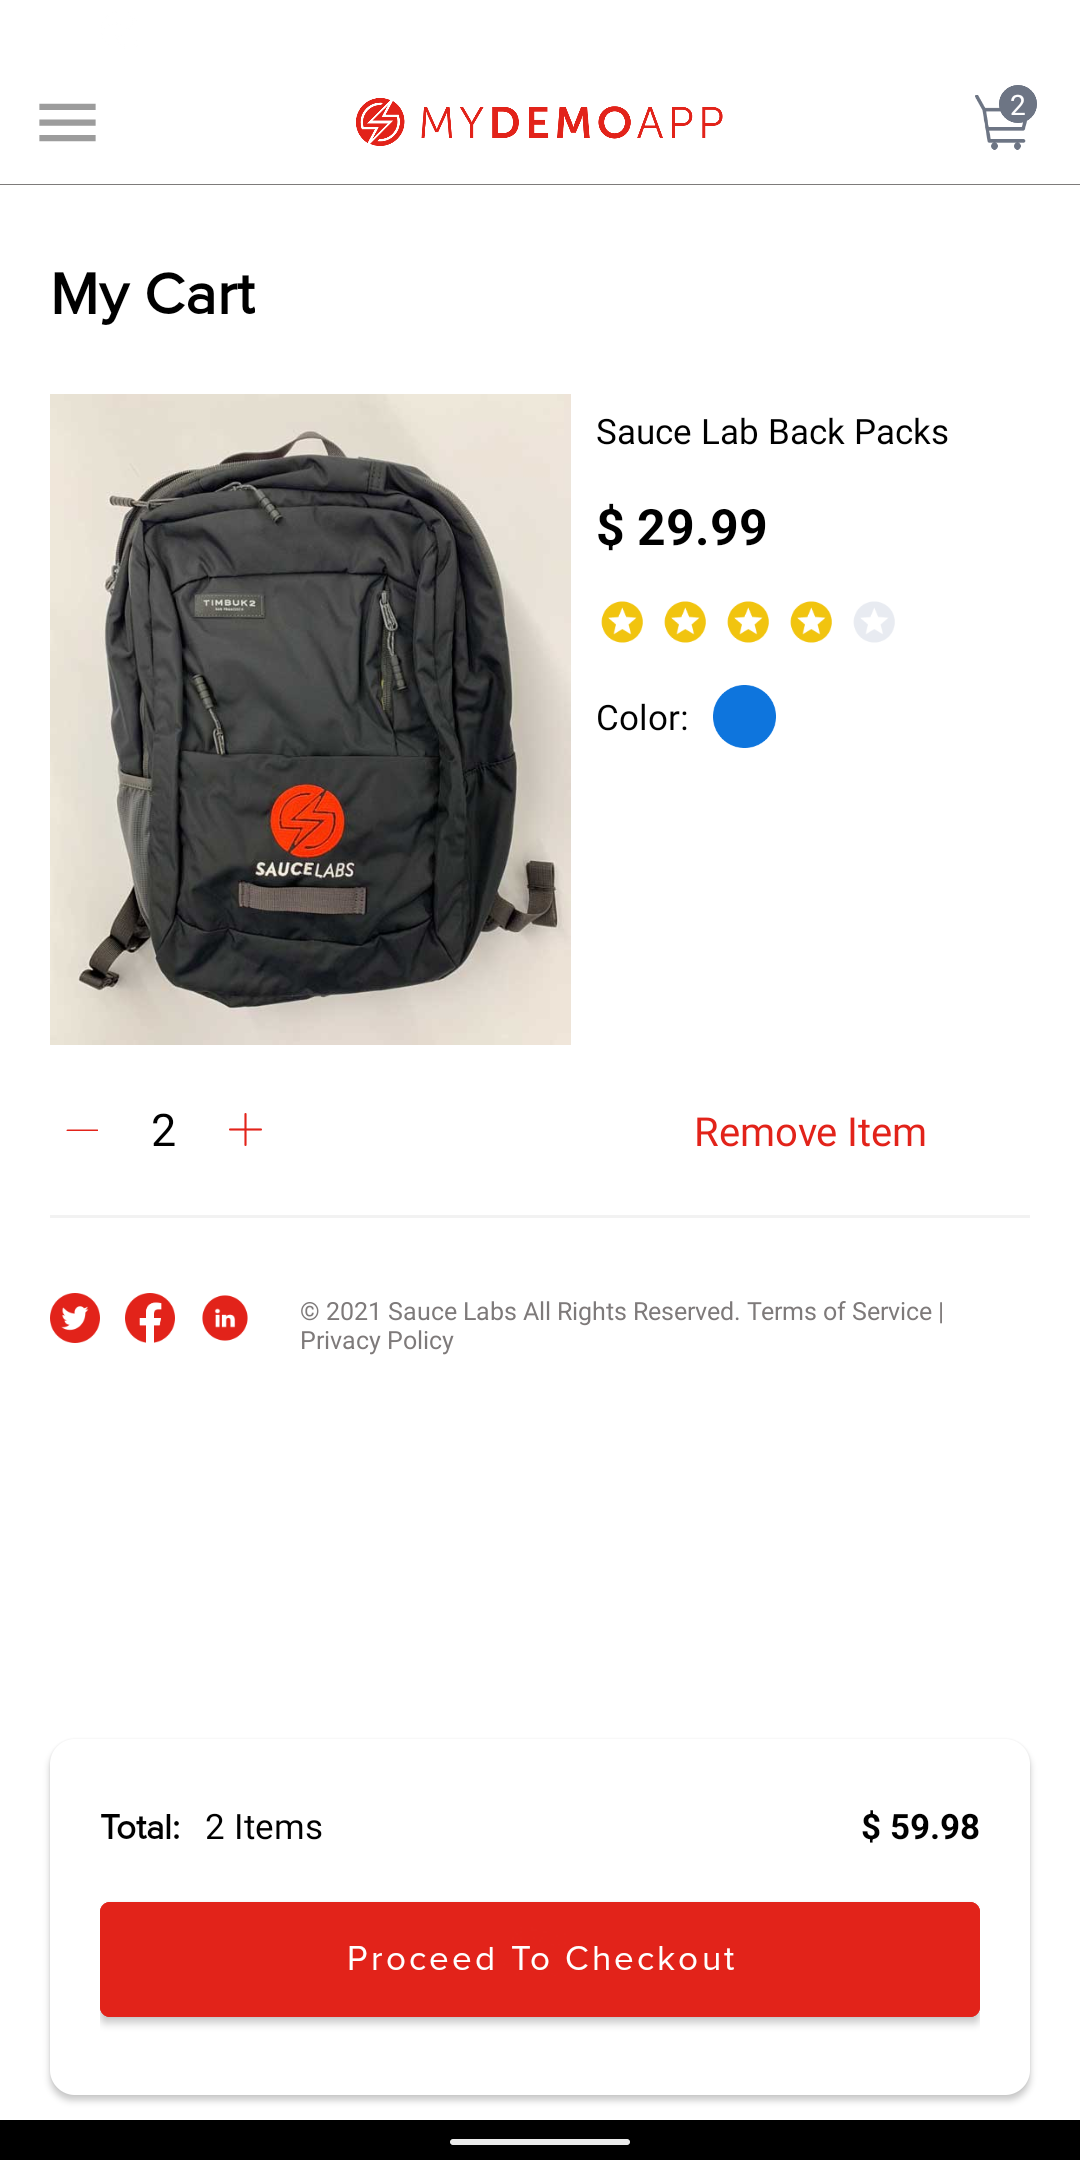 MYDEMOAPP
2
My Cart
TIMBUK2
SAUCELABS
Sauce Lab Back Packs
$ 29.99
Color:
2
Remove Item
© 2021 Sauce Labs All Rights Reserved. Terms of Service |
Privacy Policy
Total: 2 Items $ 59.98
Proceed To Checkout